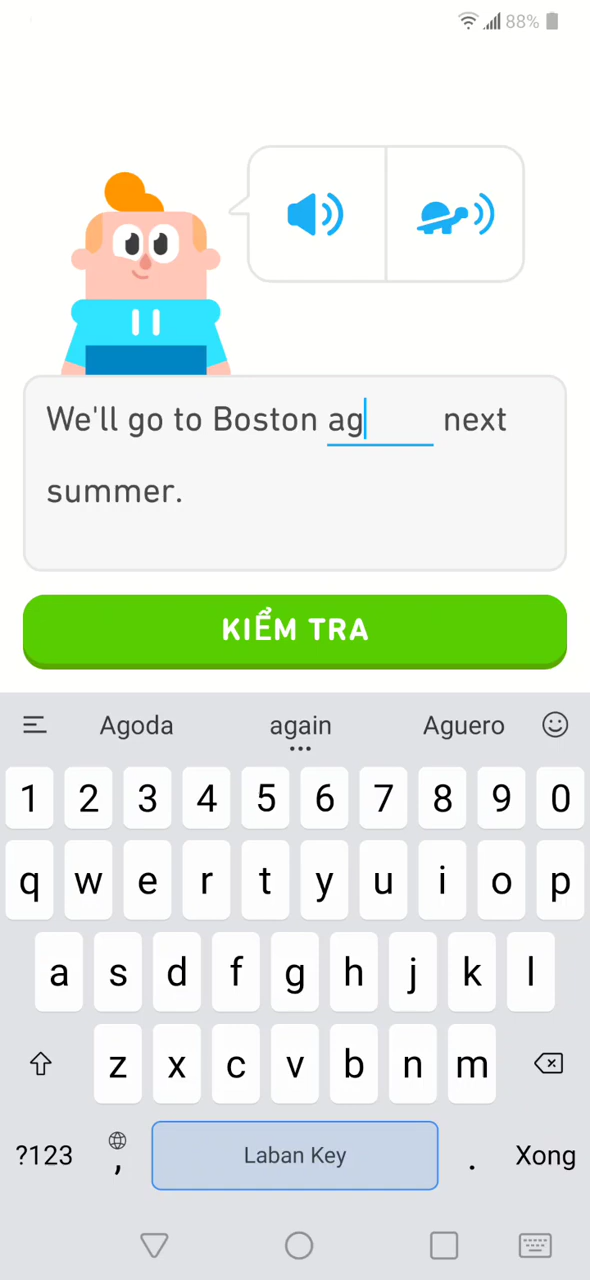 88%
We'll go to Boston ag next
summer.
KIỂM TRA
Agoda again Aguero
1 2 3 4 5 6 7 8 9 0
q w e r t y u i o p
a s d f g h j k l
z x c v b n m
?123 , Laban Key . Xong